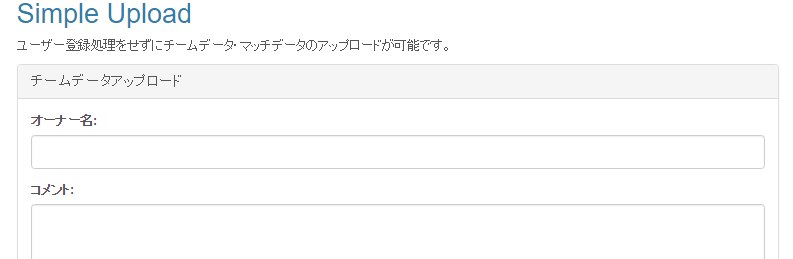 Simple Upload
ユーザー登録処理をせずにチームデータ・マッチデータのアップロードが可能です。
チームデータアップロード
オーナー名:
コメント: